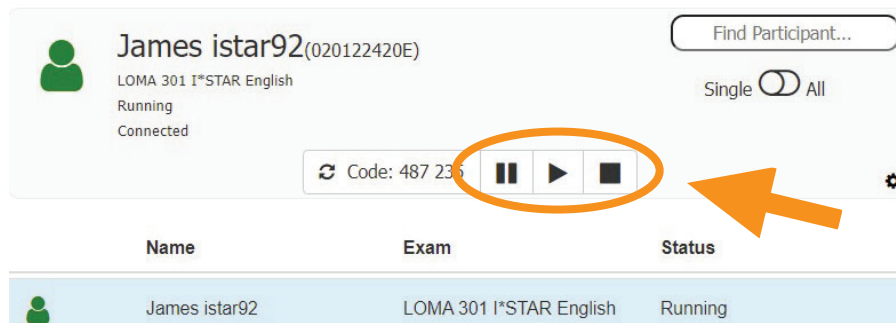 James istar92(020122420E)
Find Participant...
LOMA 301 I*STAR English
Single All
Running
Connected
Code: 487 235
Name Exam Status
James istar92 LOMA 301 I*STAR English Running